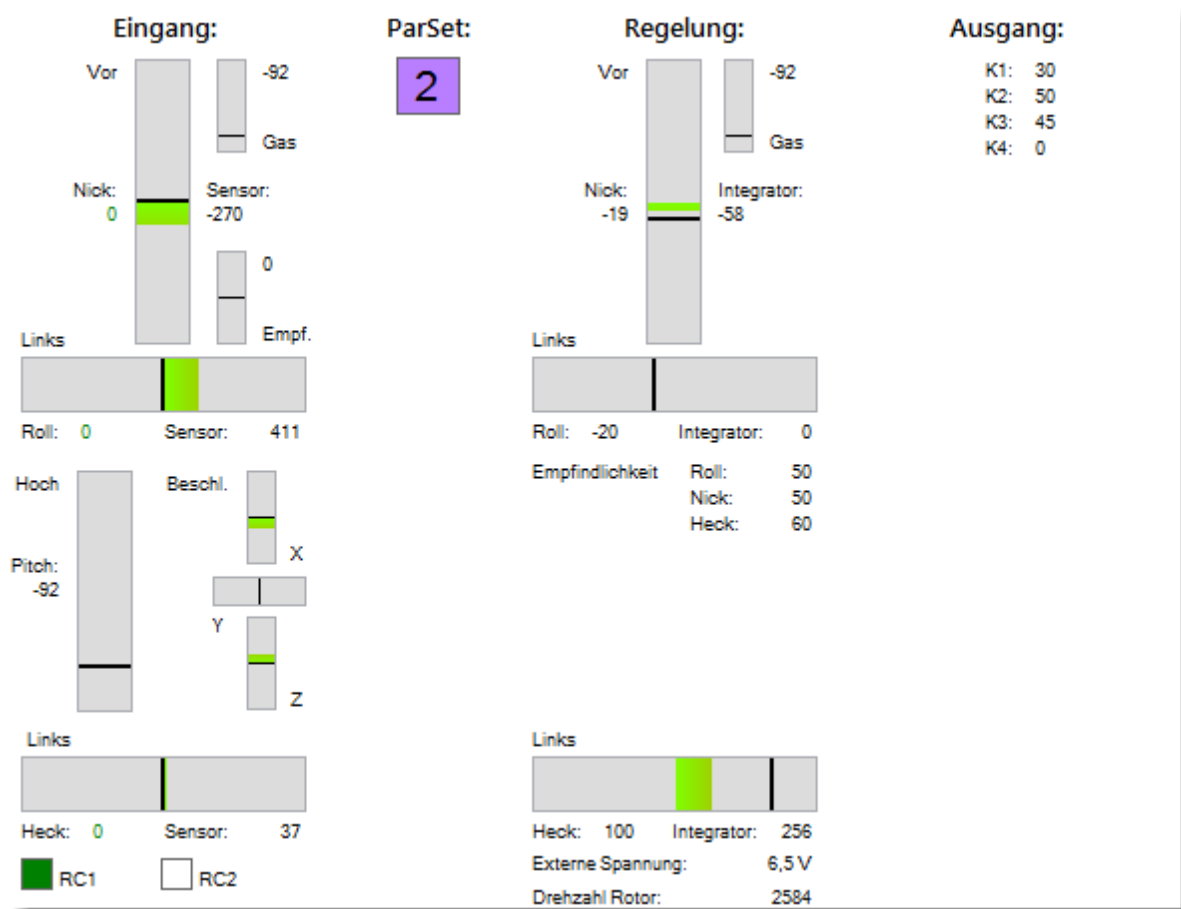 Eingang:
ParSet:
Regelung:
Ausgang:
Vor
-92
Gas
2
Vor
-92
Gas
K1: 30
K2: 50
K3: 45
K4: 0
Nick:
0
Sensor:
-270
Nick:
-19
Integrator:
-58
0
Empf.
Links
Links
Roll: 0 Sensor: 411
Roll: -20 Integrator: 0
Hoch
Beschl.
X
Empfindlichkeit Roll: 50
Nick: 50
Heck: 60
Pitch:
-92
Y
Z
Links
Links
Heck: 0 Sensor: 37
Heck: 100 Integrator: 256
RC1
RC2
Externe Spannung: 6,5 V
Drehzahl Rotor: 2584